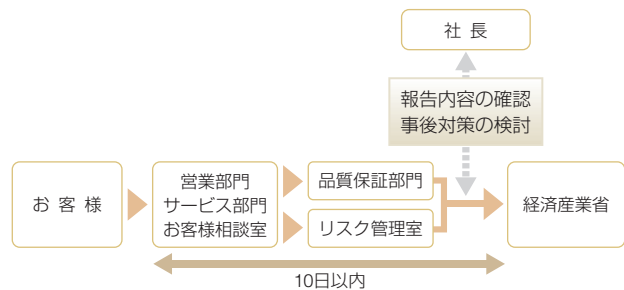 社 長
報告内容の確認
事後対策の検討
お 客 様
営業部門
サービス部門
お客様相談室
品質保証部門
リスク管理室
経済産業省
10日以内